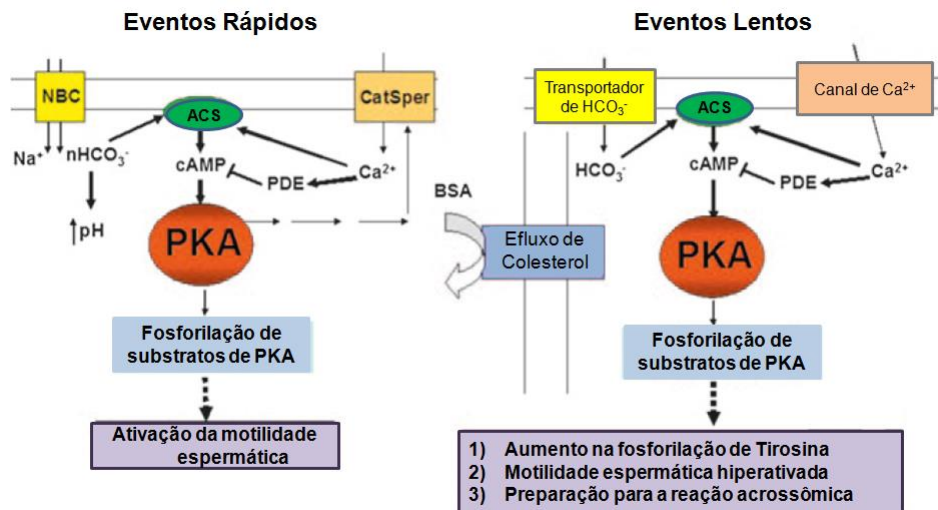 Eventos Rápidos
NBC
ACS
CatSper
Na⁺
nHCO₃⁻
cAMP
PDE
Ca²⁺
↑pH
PKA
Fosforilação de
substratos de PKA
Ativação da motilidade
espermática
Eventos Lentos
Transportador
de HCO₃⁻
ACS
Canal de Ca²⁺
HCO₃⁻
cAMP
PDE
Ca²⁺
BSA
Efluxo de
Colesterol
PKA
Fosforilação de
substratos de PKA
1) Aumento na fosforilação de Tirosina
2) Motilidade espermática hiperativada
3) Preparação para a reação acrossômica